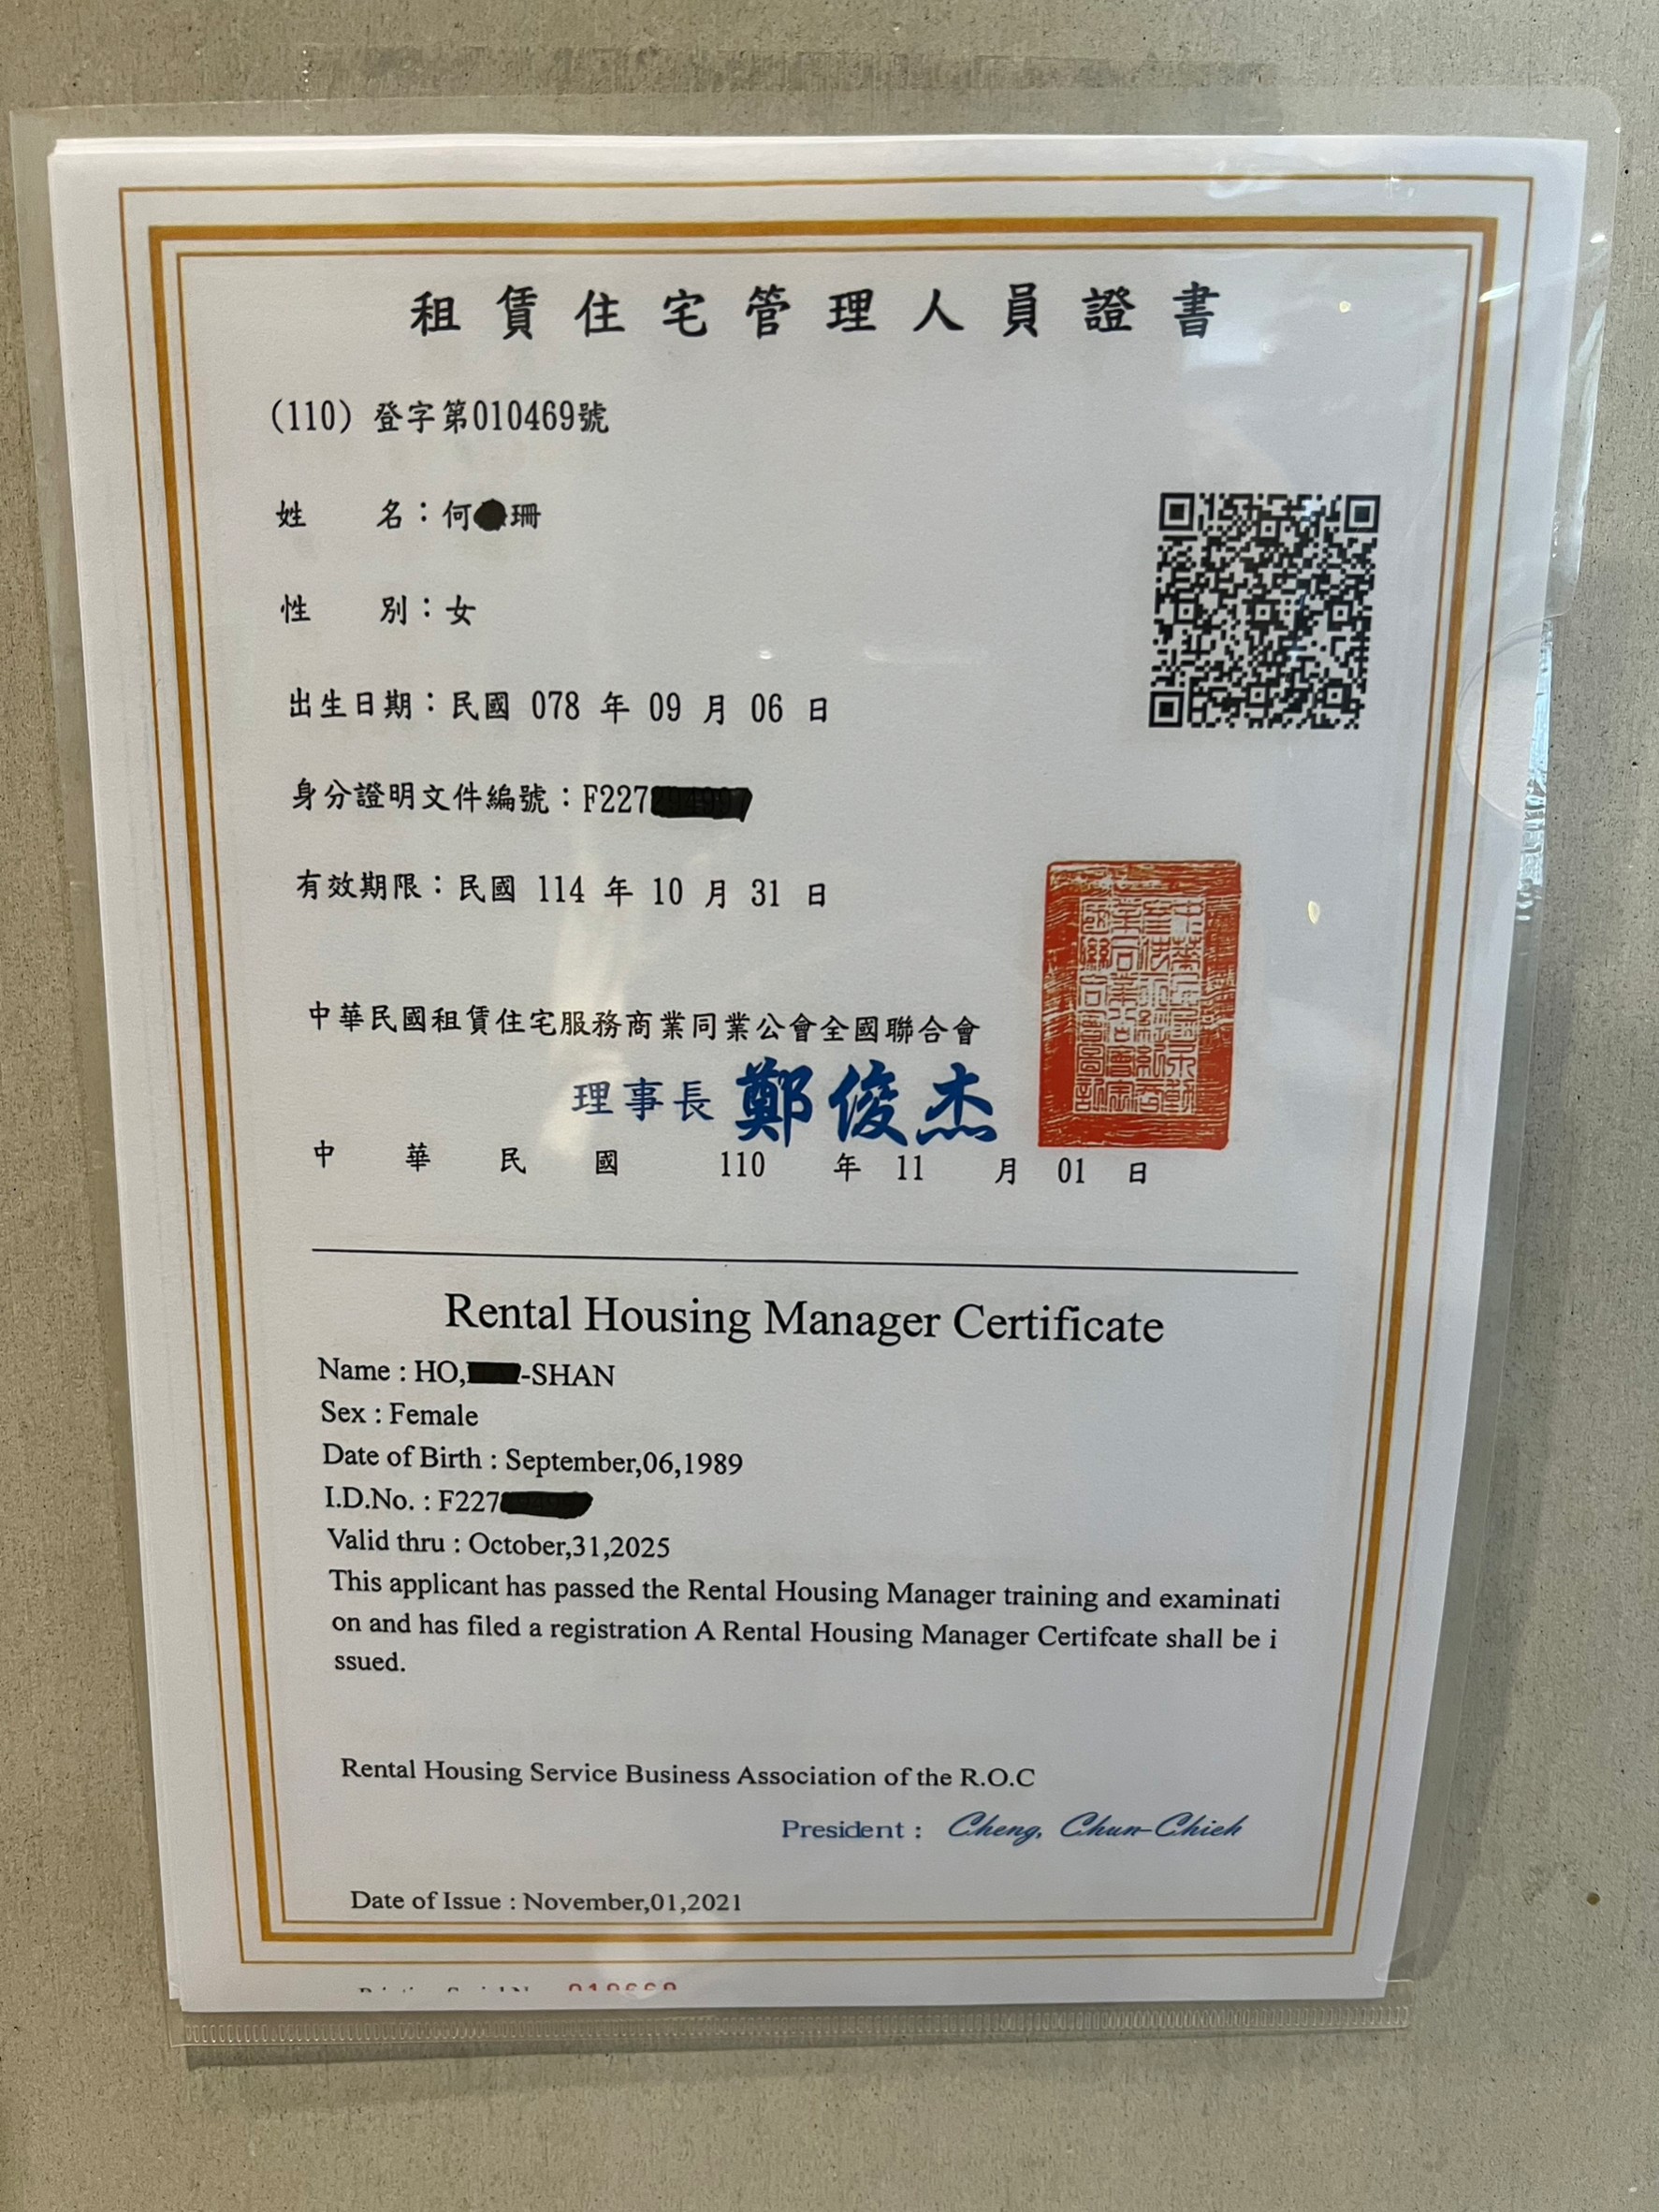 租賃住宅管理人員證書
(110) 登字第010469號
姓 名：何 珊
性 別：女
出生日期：民國 078 年 09 月 06 日
身分證明文件編號：F227
有效期限：民國 114 年 10 月 31 日
中華民國租賃住宅服務商業同業公會全國聯合會
理事長 鄭俊杰
中 華 民 國 110 年 11 月 01 日
Rental Housing Manager Certificate
Name : HO, -SHAN
Sex : Female
Date of Birth : September,06,1989
I.D.No. : F227
Valid thru : October,31,2025
This applicant has passed the Rental Housing Manager training and examinati
on and has filed a registration A Rental Housing Manager Certifcate shall be i
ssued.
Rental Housing Service Business Association of the R.O.C
President : Cheng, Chun-Chieh
Date of Issue : November,01,2021